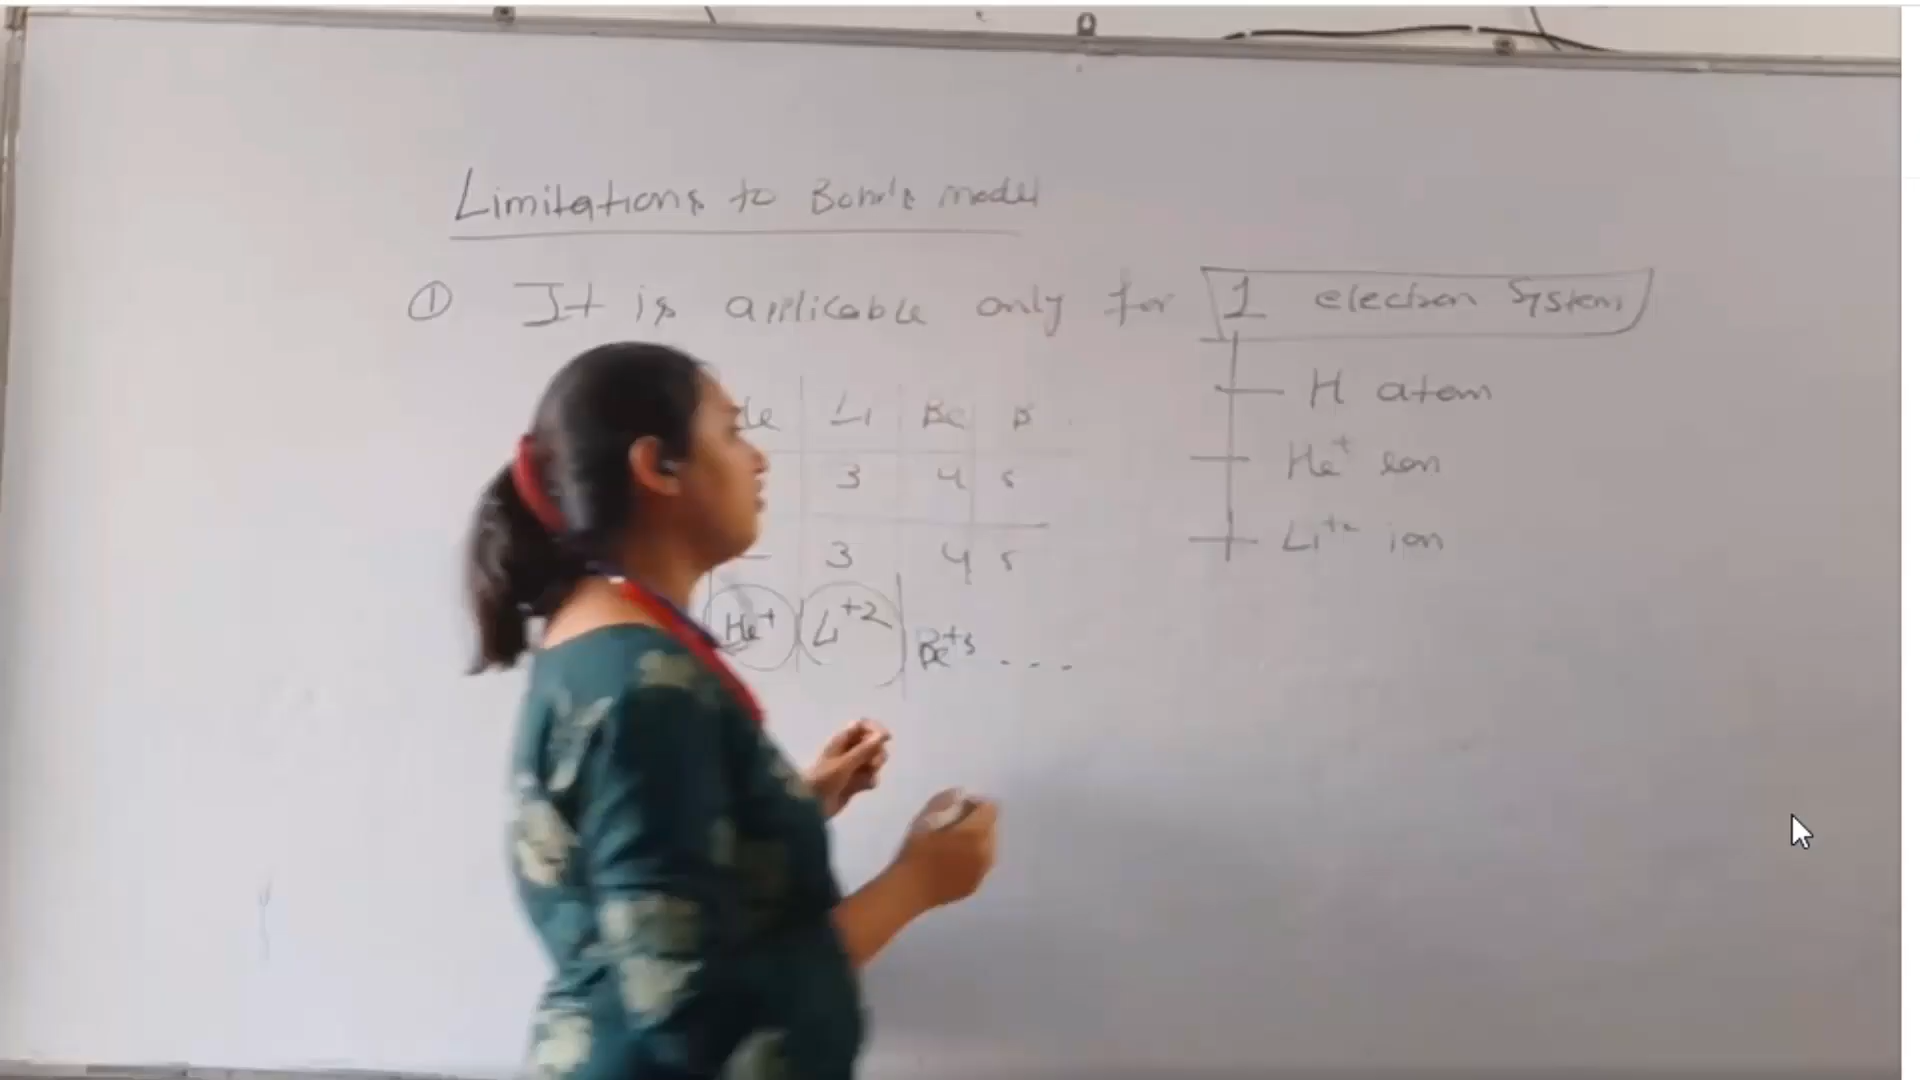 Limitations to Bohr's model
① It is applicable only for 1 electron System
H atom
He+ ion
Li+2 ion
He Li Be B
3 4 5
3 4 5
He+ Li+2 Be+3 ...